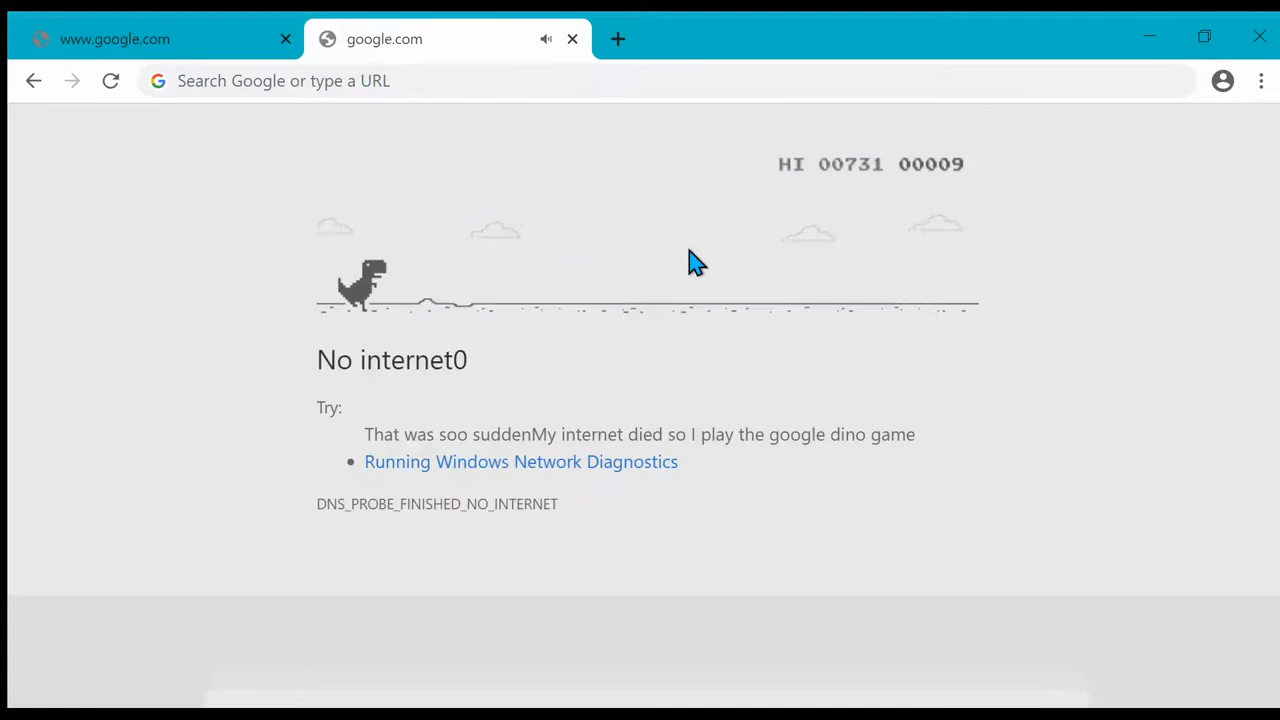 www.google.com
google.com
Search Google or type a URL
HI 00731 00009
No internet0
Try:
That was soo suddenMy internet died so I play the google dino game
Running Windows Network Diagnostics
DNS_PROBE_FINISHED_NO_INTERNET